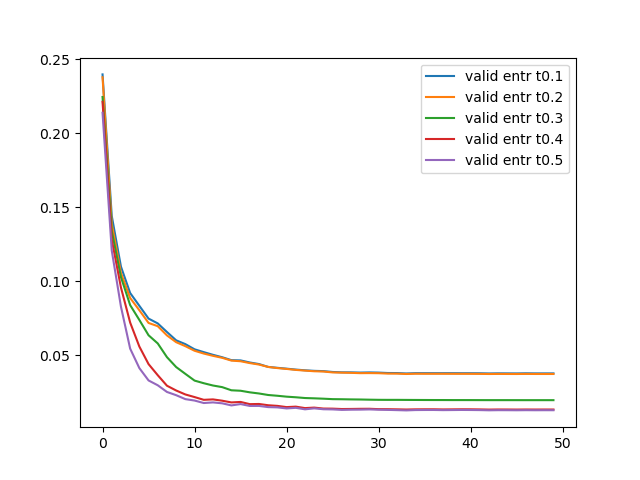 0.25
0.20
0.15
0.10
0.05
0
10
20
30
40
50
valid entr t0.1
valid entr t0.2
valid entr t0.3
valid entr t0.4
valid entr t0.5